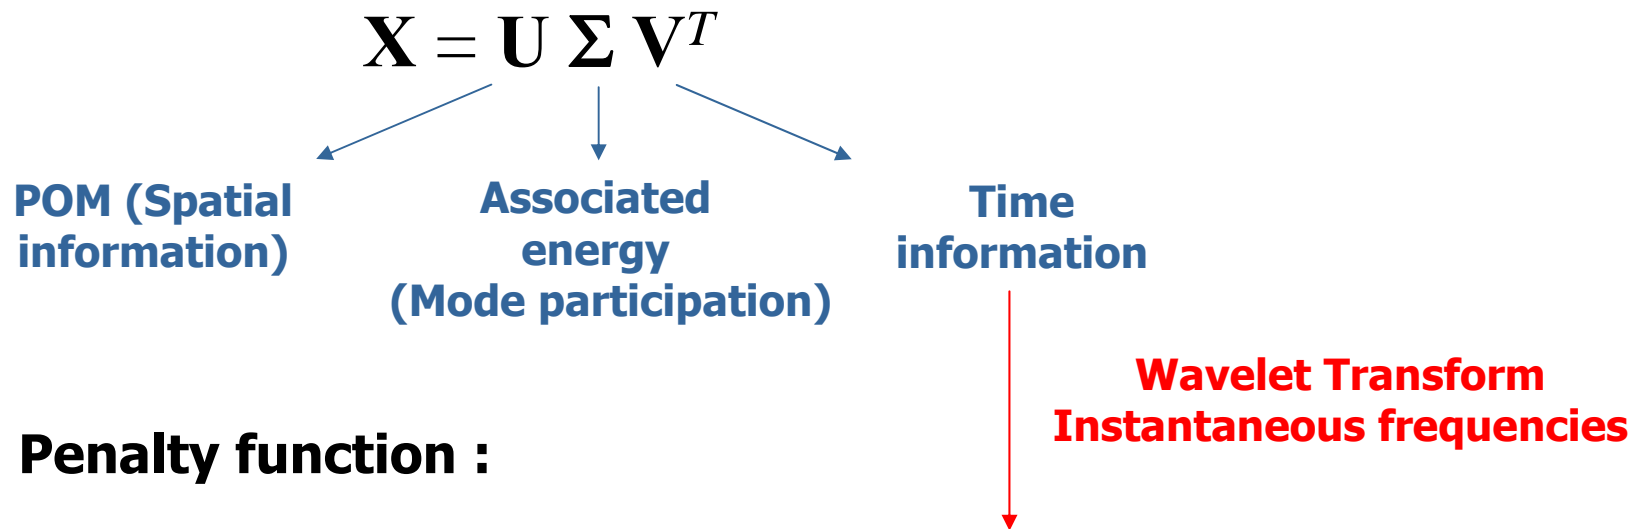 X = U Σ V^T
POM (Spatial
information)
Associated
energy
(Mode participation)
Time
information
Wavelet Transform
Instantaneous frequencies
Penalty function :